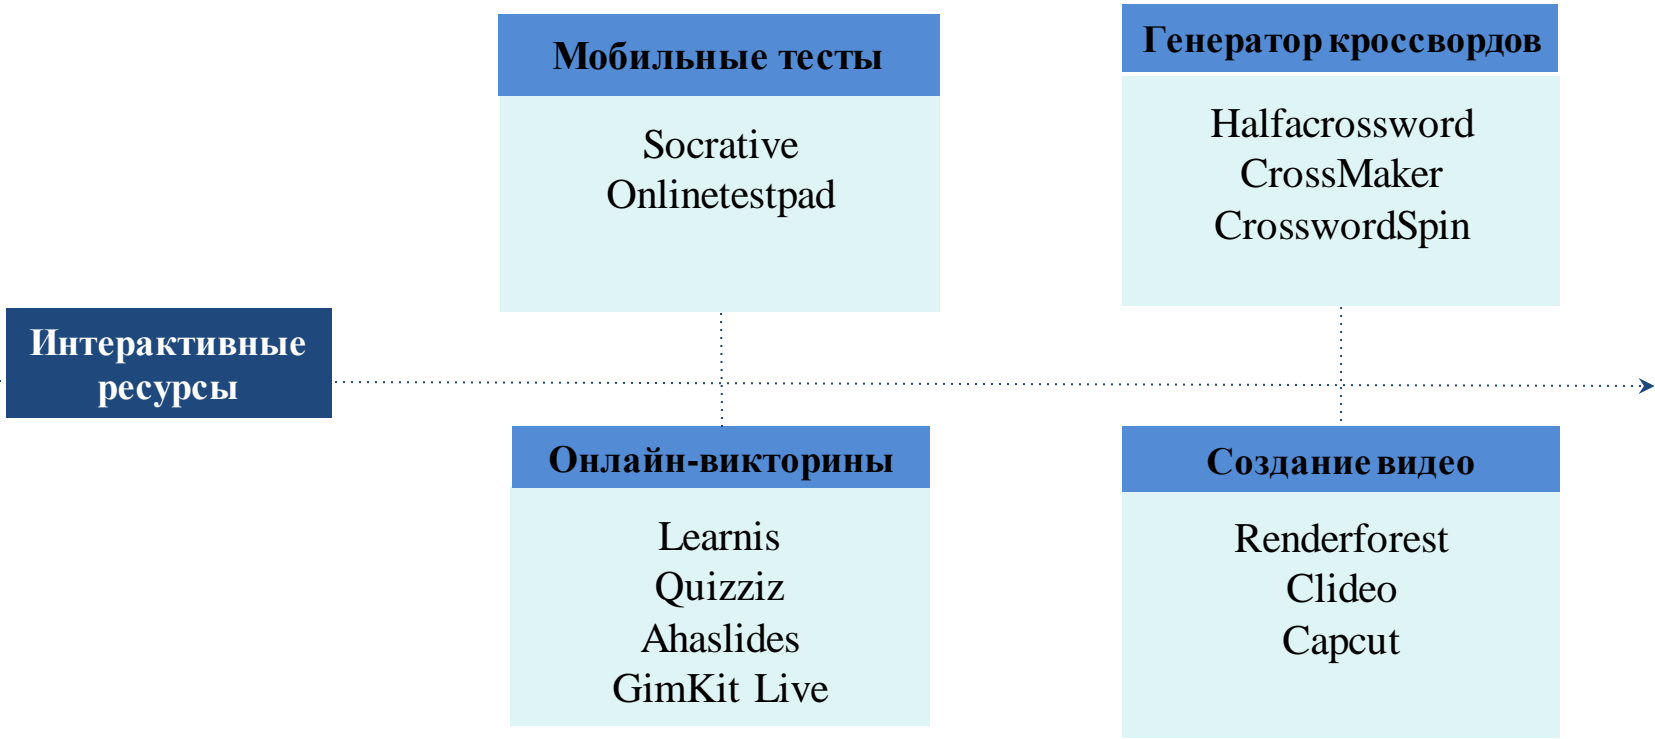 Мобильные тесты
Socrative
Onlinetestpad
Генератор кроссвордов
Halfacrossword
CrossMaker
CrosswordSpin
Интерактивные
ресурсы
Онлайн-викторины
Learnis
Quizziz
Ahaslides
GimKit Live
Создание видео
Renderforest
Clideo
Capcut